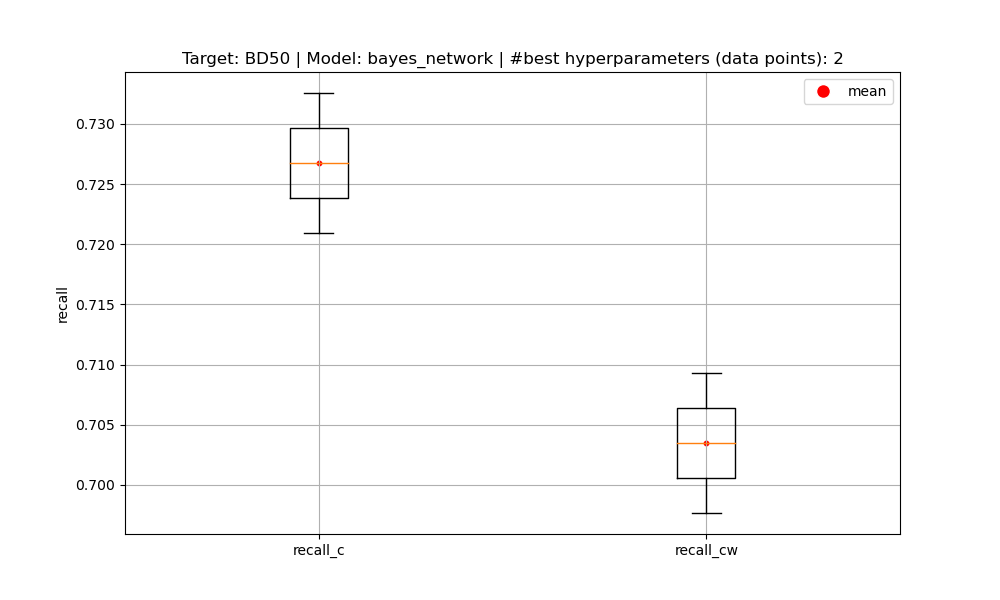 Target: BD50 | Model: bayes_network | #best hyperparameters (data points): 2
mean
0.730
0.725
0.720
0.715
0.710
0.705
0.700
recall
recall_c
recall_cw